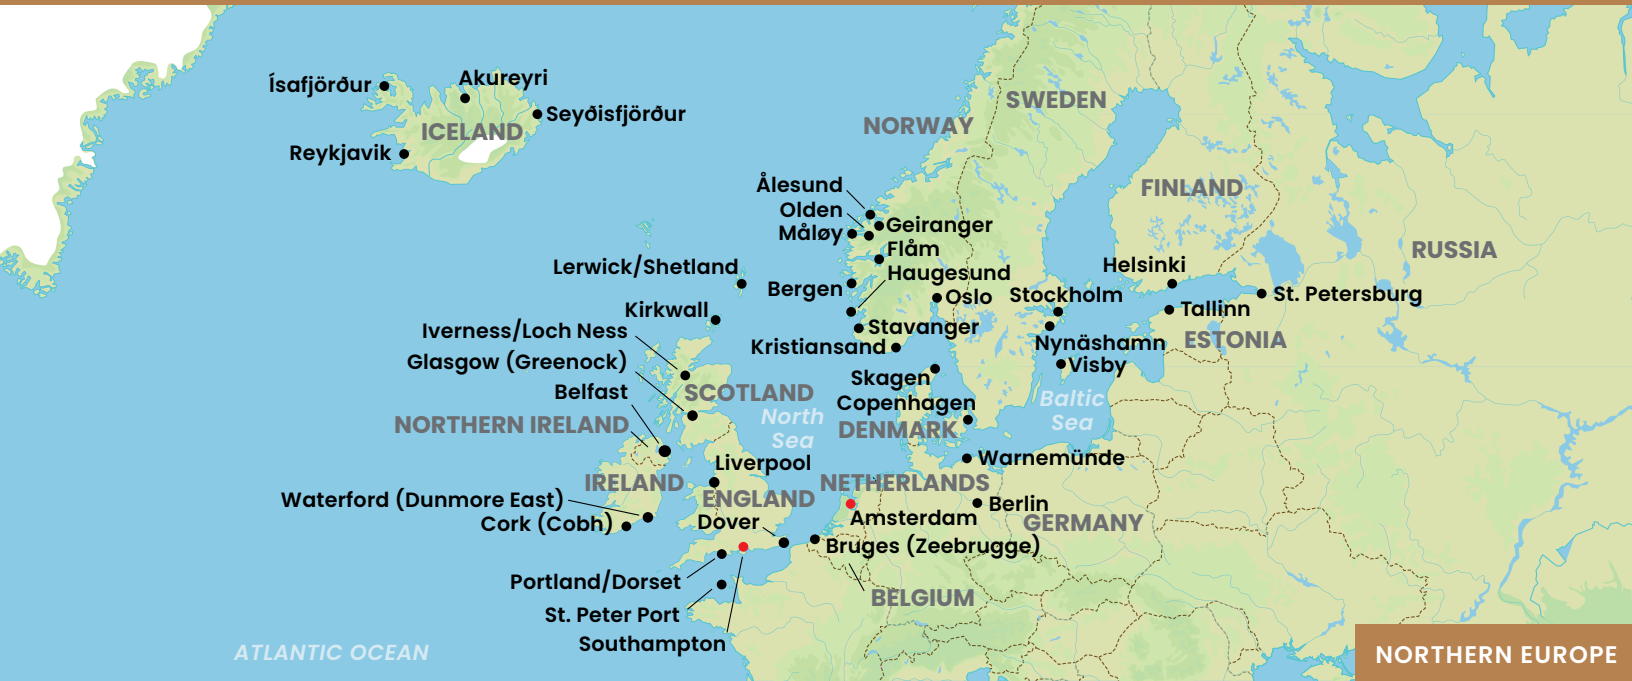 Ísafjörður
Akureyri
Seyðisfjörður
ICELAND
Reykjavik
SWEDEN
NORWAY
FINLAND
RUSSIA
Ålesund
Olden
Måløy
Geiranger
Flåm
Haugesund
Bergen
Oslo
Stavanger
Kristiansand
Lerwick/Shetland
Kirkwall
Iverness/Loch Ness
Glasgow (Greenock)
Belfast
NORTHERN IRELAND
SCOTLAND
North
Sea
Helsinki
Stockholm
St. Petersburg
Tallinn
ESTONIA
Nynäshamn
Visby
Skagen
Copenhagen
DENMARK
Baltic
Sea
Warnemünde
Liverpool
IRELAND
ENGLAND
NETHERLANDS
Waterford (Dunmore East)
Cork (Cobh)
Dover
Amsterdam
Berlin
GERMANY
Bruges (Zeebrugge)
BELGIUM
Portland/Dorset
St. Peter Port
Southampton
ATLANTIC OCEAN
NORTHERN EUROPE